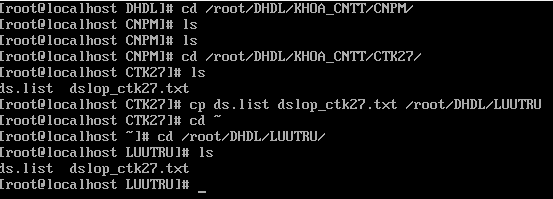 [root@localhost DHDL]# cd /root/DHDL/KHOA_CNTT/CNPM/
[root@localhost CNPM]# ls
[root@localhost CNPM]# ls
[root@localhost CNPM]# cd /root/DHDL/KHOA_CNTT/CTK27/
[root@localhost CTK27]# ls
ds.list  dslop_ctk27.txt
[root@localhost CTK27]# cp ds.list dslop_ctk27.txt /root/DHDL/LUUTRU
[root@localhost CTK27]# cd ~
[root@localhost ~]# cd /root/DHDL/LUUTRU/
[root@localhost LUUTRU]# ls
ds.list  dslop_ctk27.txt
[root@localhost LUUTRU]# _